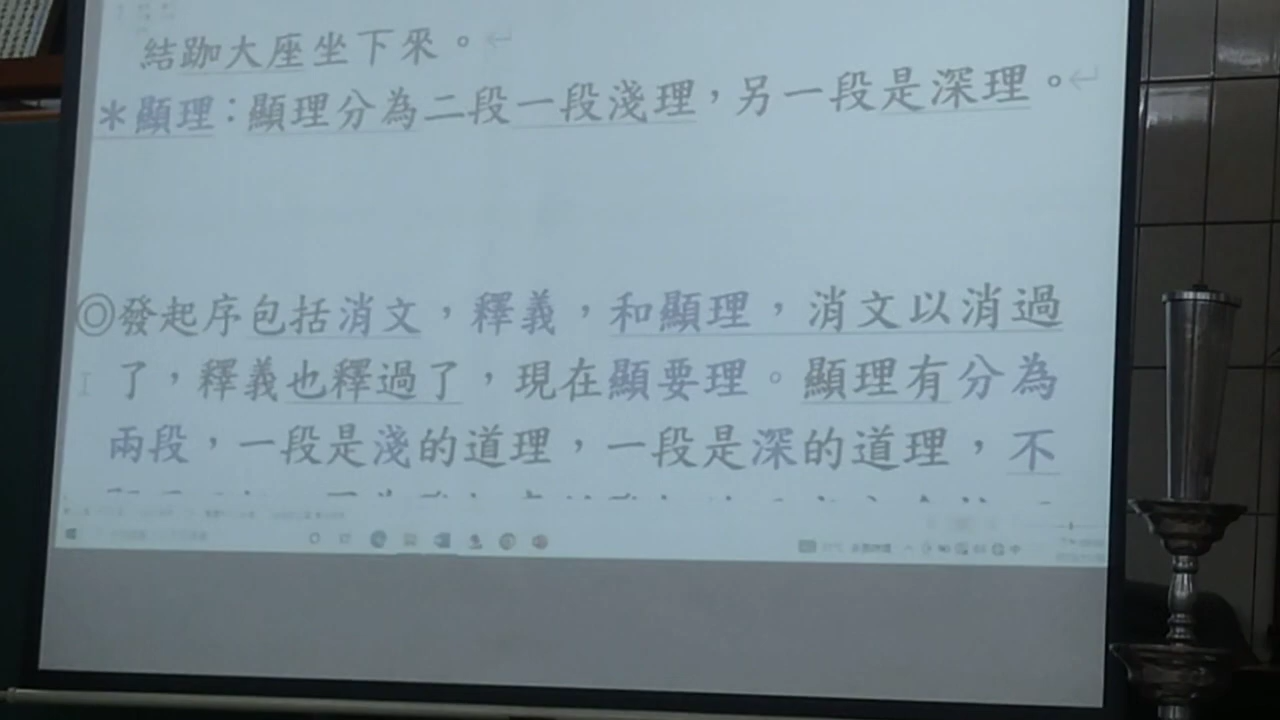 結跏大座坐下來。
＊顯理：顯理分為二段一段淺理，另一段是深理。
◎發起序包括消文，釋義，和顯理，消文以消過
了，釋義也釋過了，現在顯要理。顯理有分為
兩段，一段是淺的道理，一段是深的道理，不